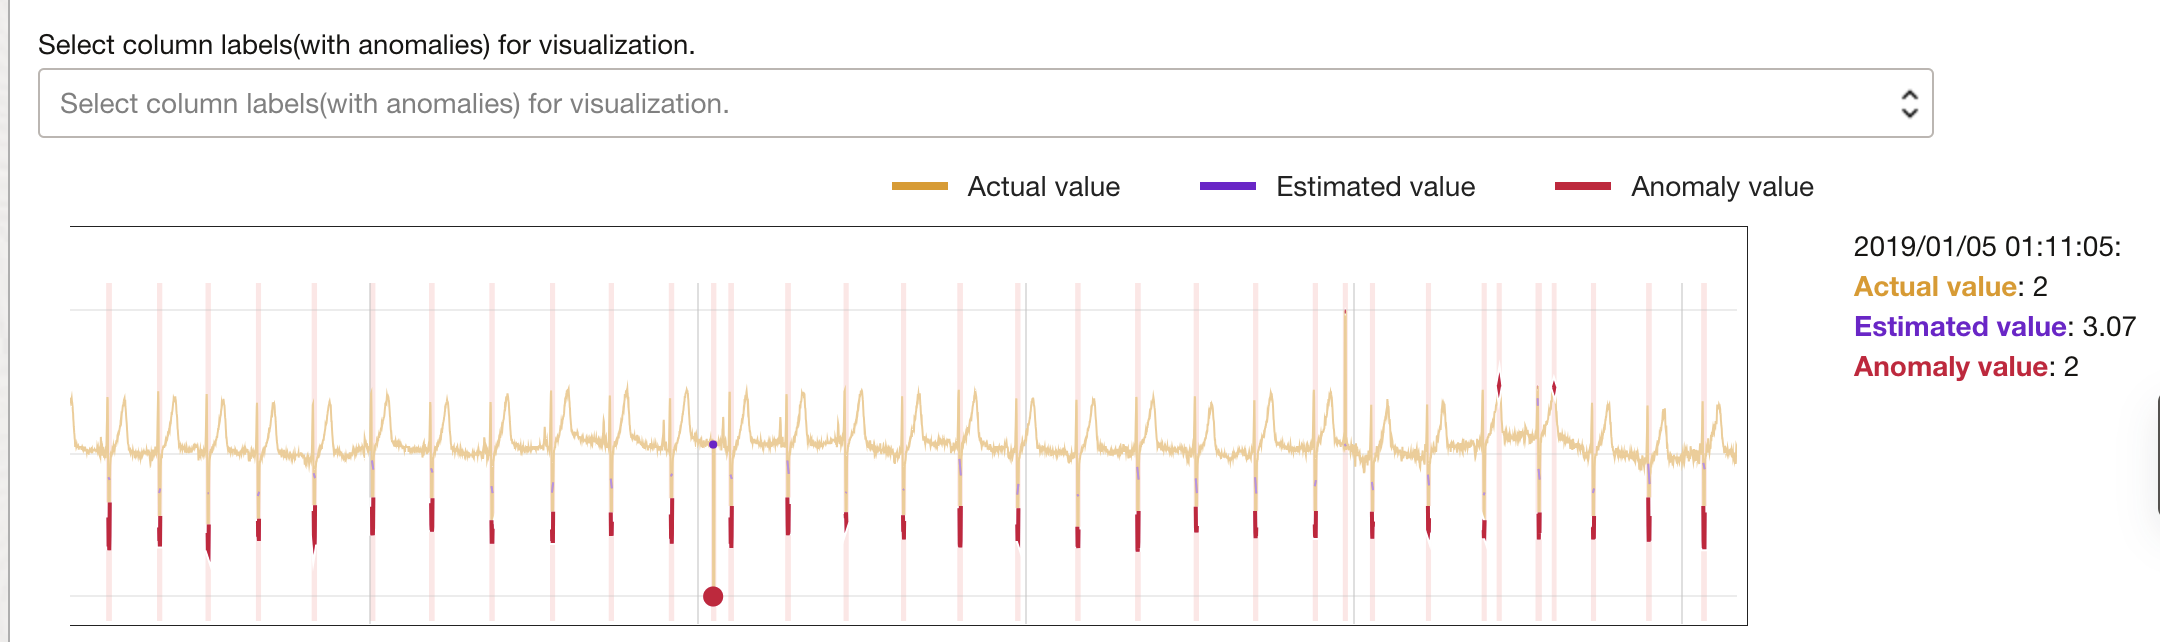 Select column labels(with anomalies) for visualization.
Select column labels(with anomalies) for visualization.
Actual value Estimated value Anomaly value
2019/01/05 01:11:05:
Actual value: 2
Estimated value: 3.07
Anomaly value: 2